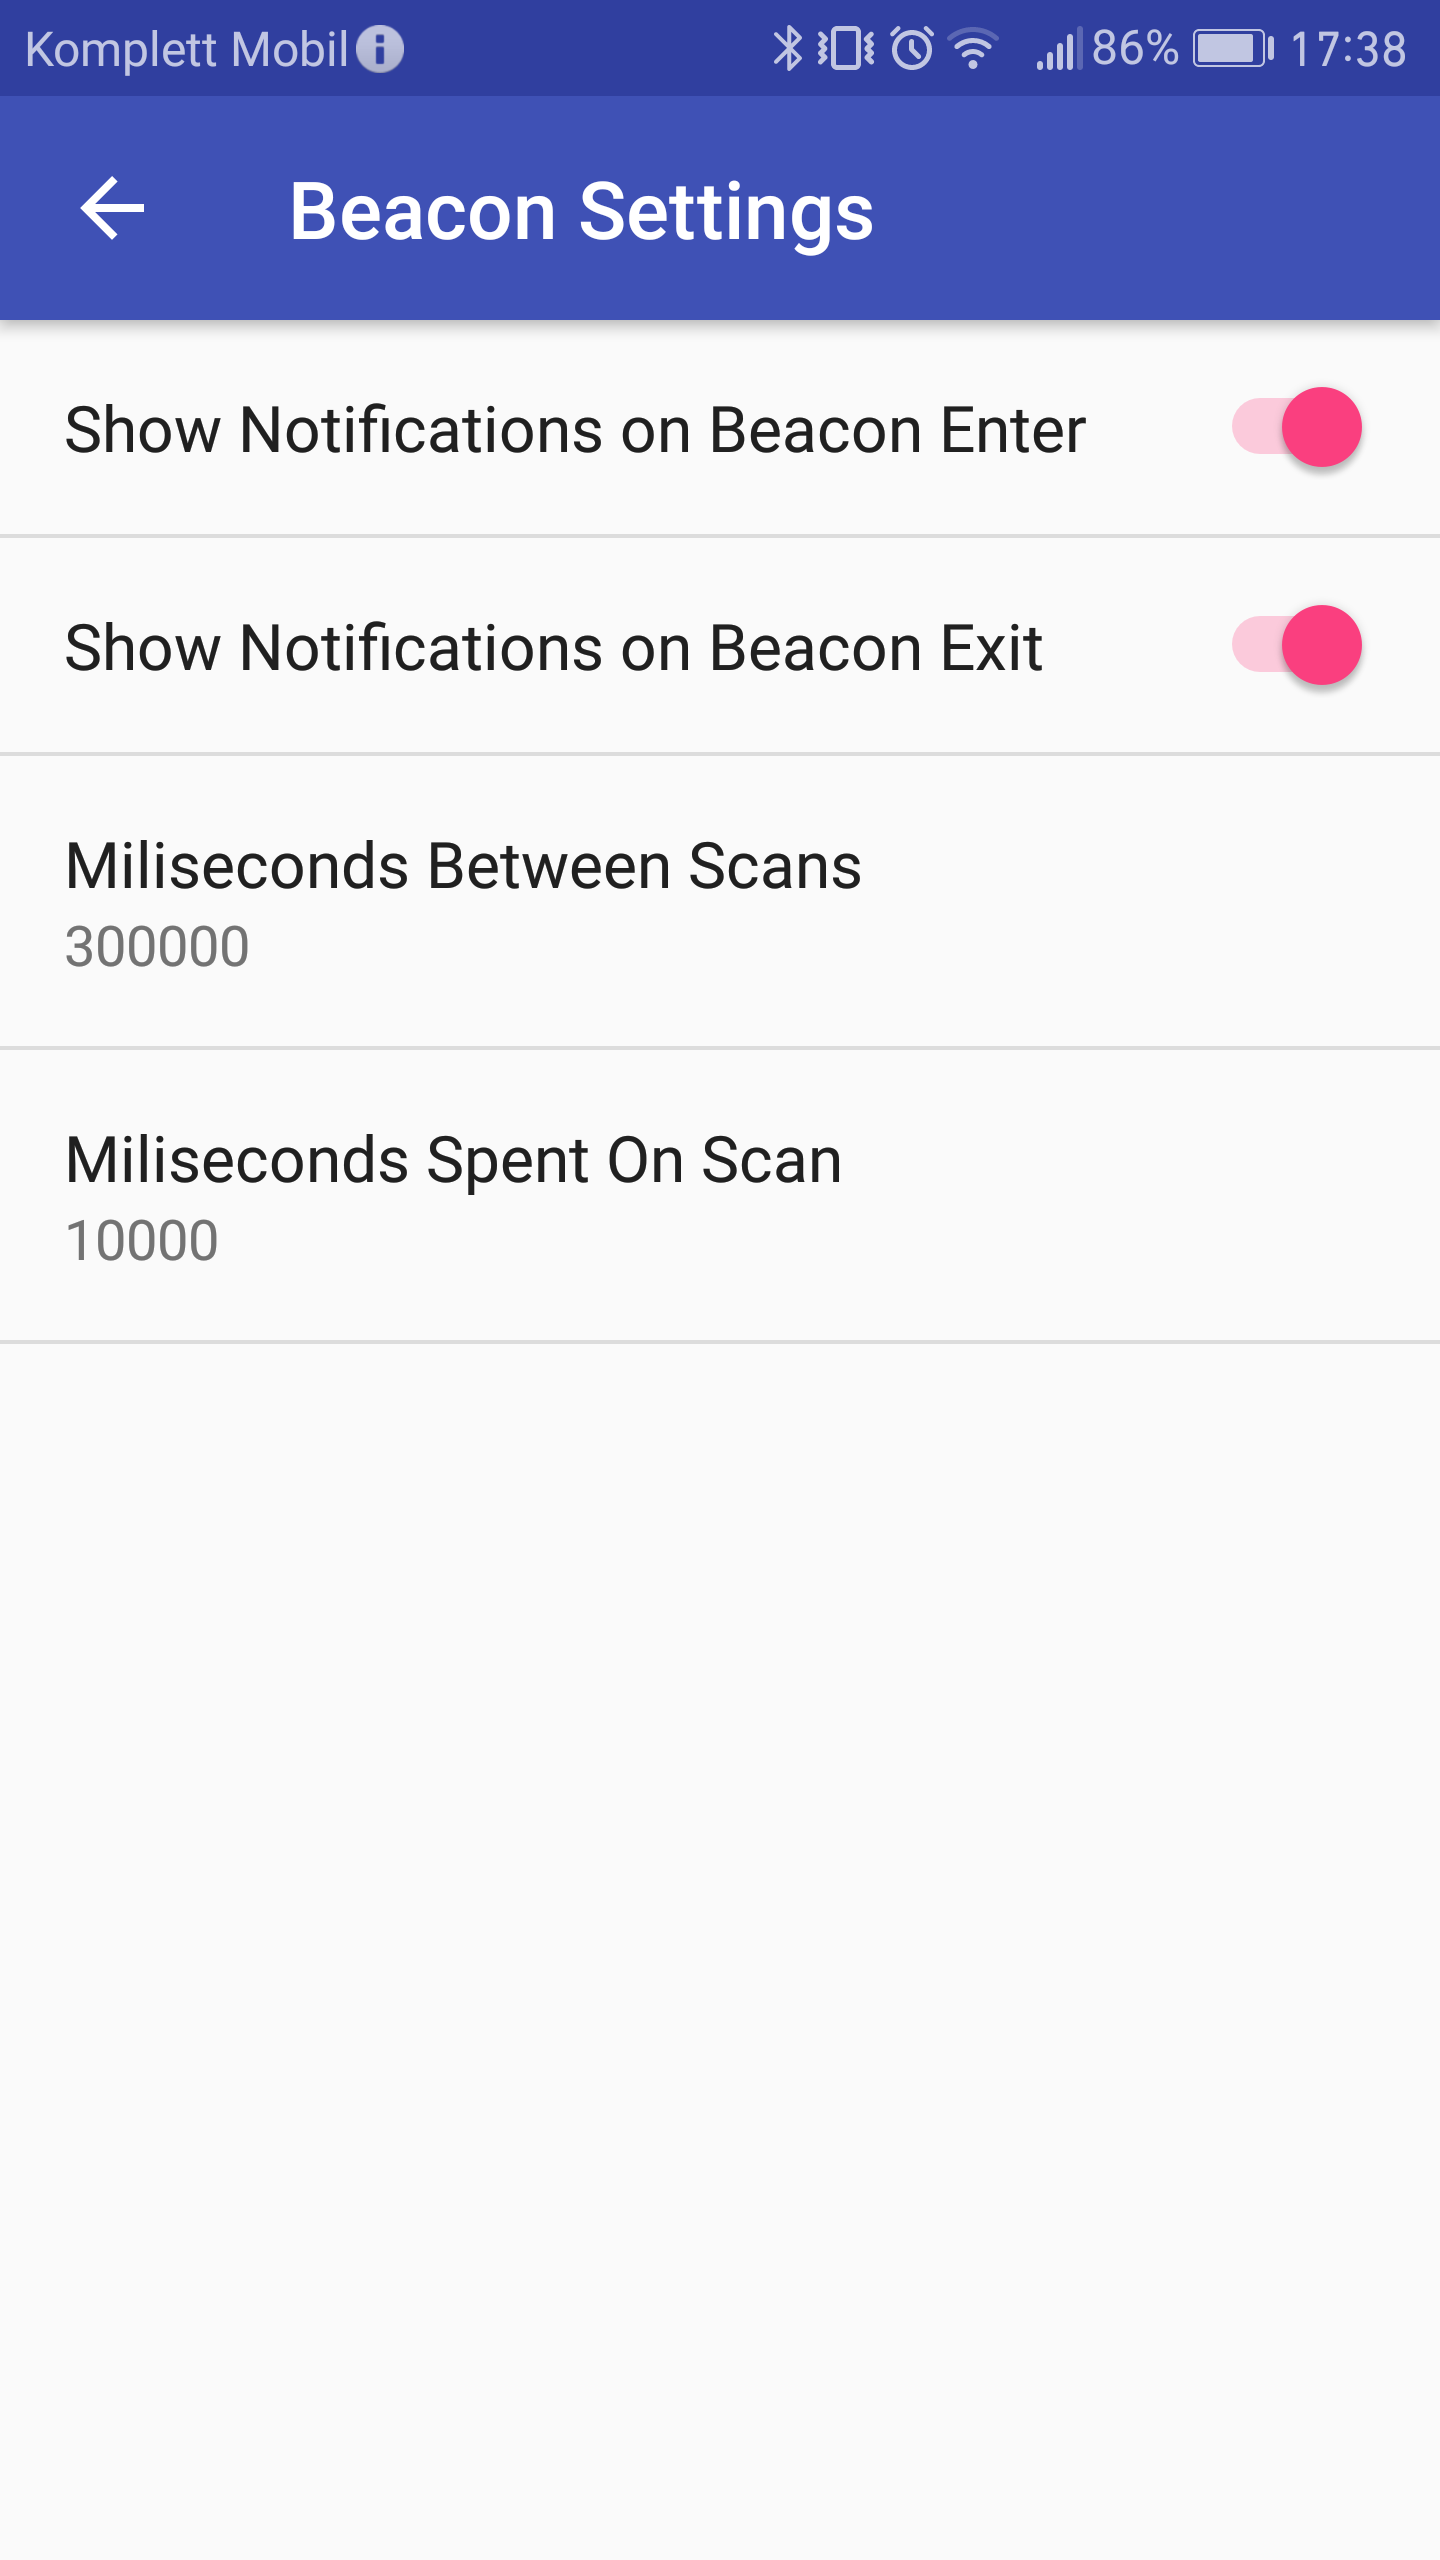 Komplett Mobil 86% 17:38
Beacon Settings
Show Notifications on Beacon Enter
Show Notifications on Beacon Exit
Miliseconds Between Scans
300000
Miliseconds Spent On Scan
10000